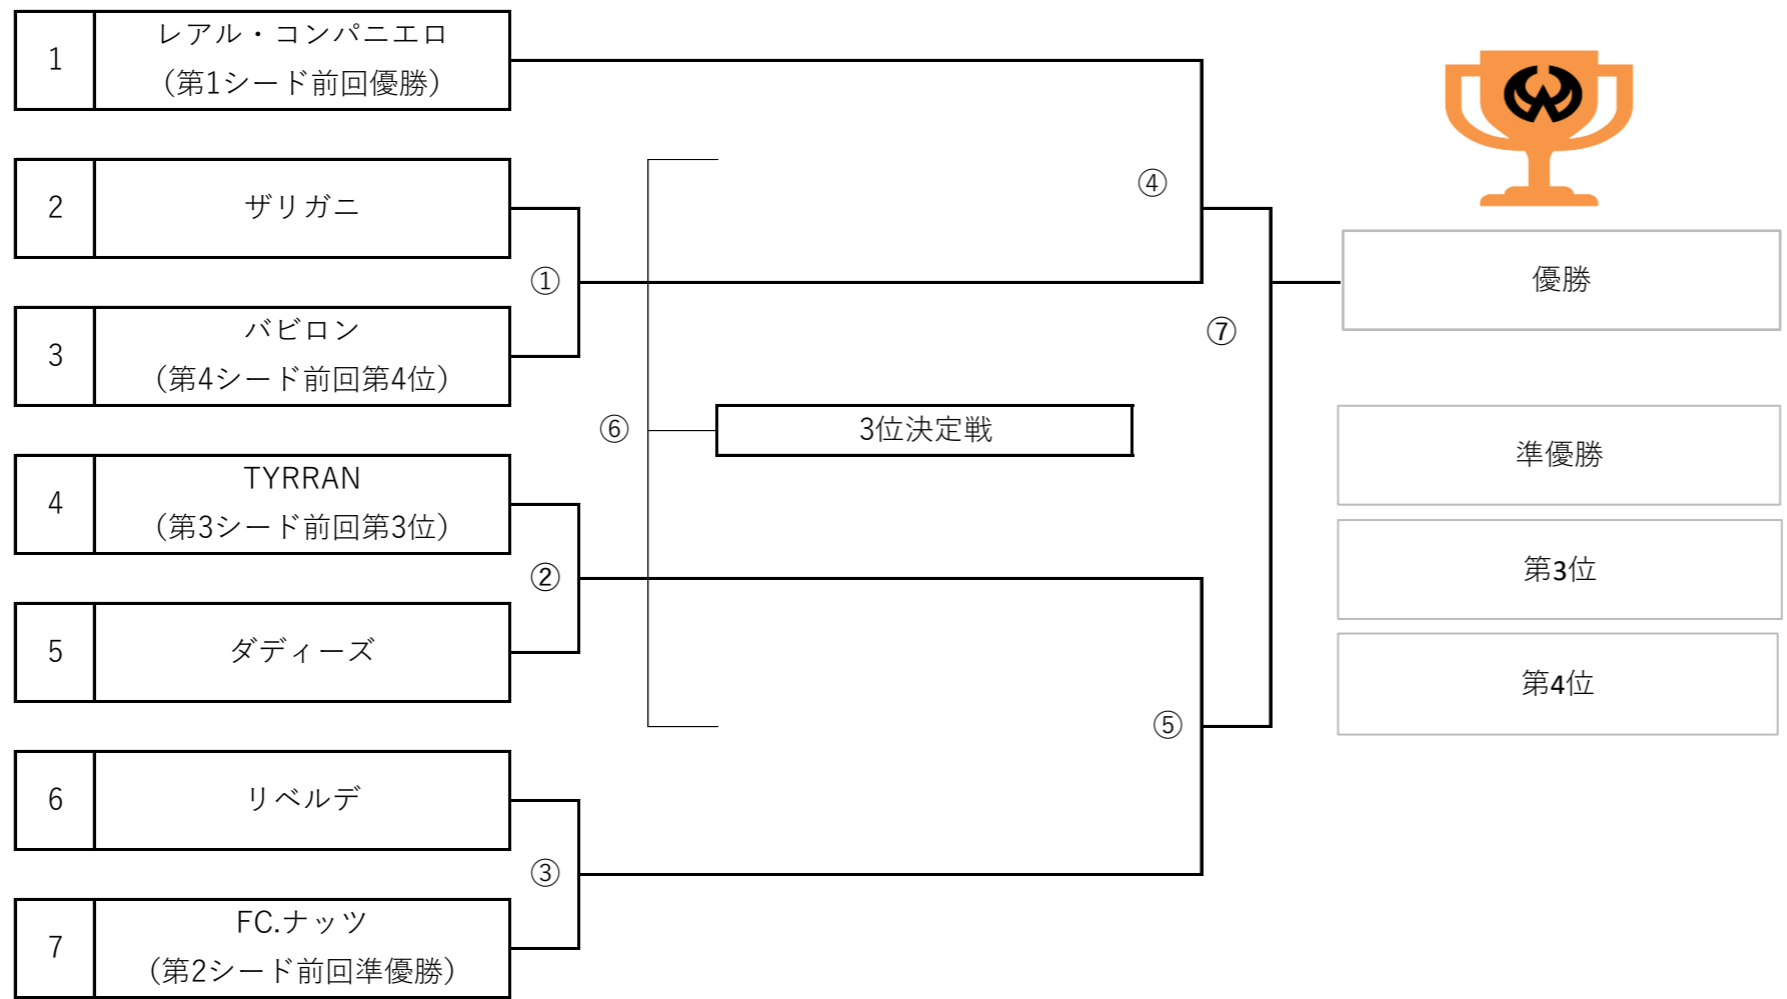 1
レアル・コンパニエロ
（第1シード前回優勝）
④
2
ザリガニ
①
優勝
3
バビロン
（第4シード前回第4位）
⑦
⑥
3位決定戦
準優勝
4
TYRRAN
（第3シード前回第3位）
②
第3位
5
ダディーズ
第4位
⑤
6
リベルデ
③
7
FC.ナッツ
（第2シード前回準優勝）